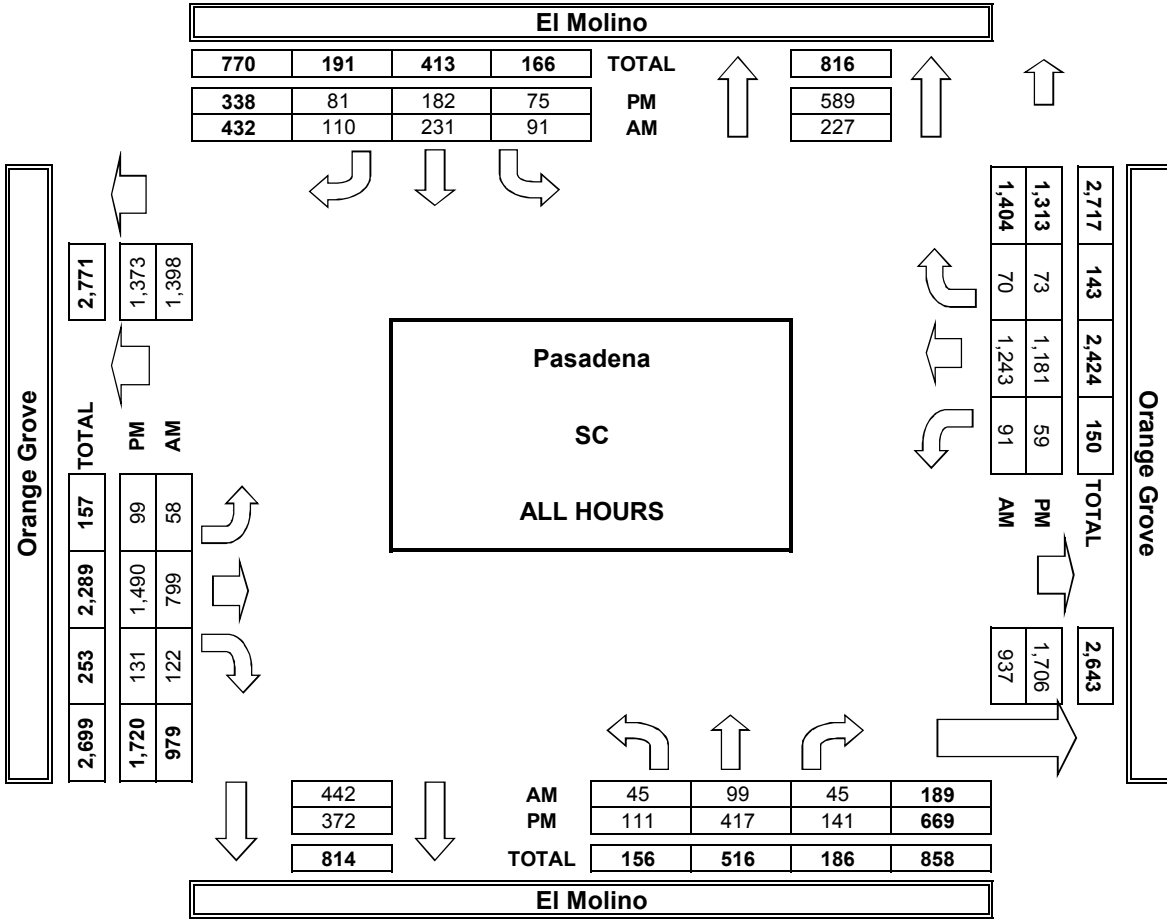 El Molino
770 191 413 166 TOTAL 816
338 81 182 75 PM 589
432 110 231 91 AM 227
Orange Grove
2,771
1,373
1,398
TOTAL 157 2,289 253 2,699
PM 99 1,490 131 1,720
AM 58 799 122 979
Pasadena
SC
ALL HOURS
2,717 143 2,424 150 TOTAL 2,643
1,313 73 1,181 59 PM 1,706
1,404 70 1,243 91 AM 937
Orange Grove
442 AM 45 99 45 189
372 PM 111 417 141 669
814 TOTAL 156 516 186 858
El Molino